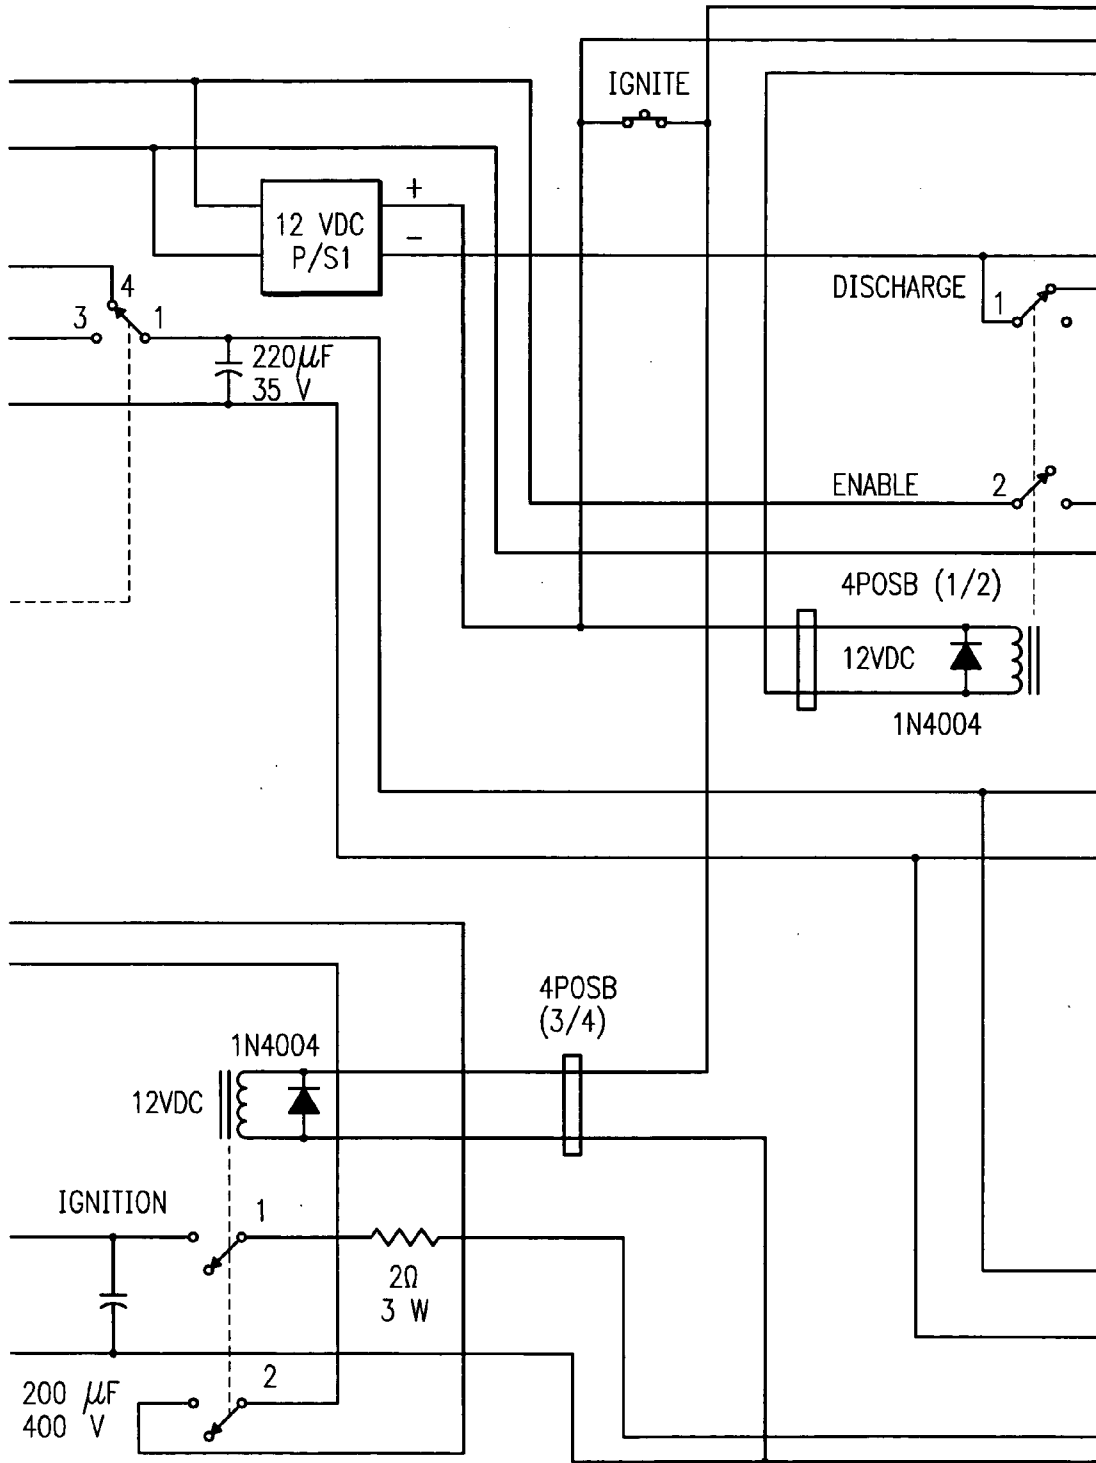 IGNITE
+
12 VDC
P/S1
-
4
3
1
220µF
35 V
DISCHARGE
1
ENABLE
2
4POSB (1/2)
12VDC
1N4004
4POSB
(3/4)
1N4004
12VDC
IGNITION
1
2Ω
3 W
2
200 µF
400 V